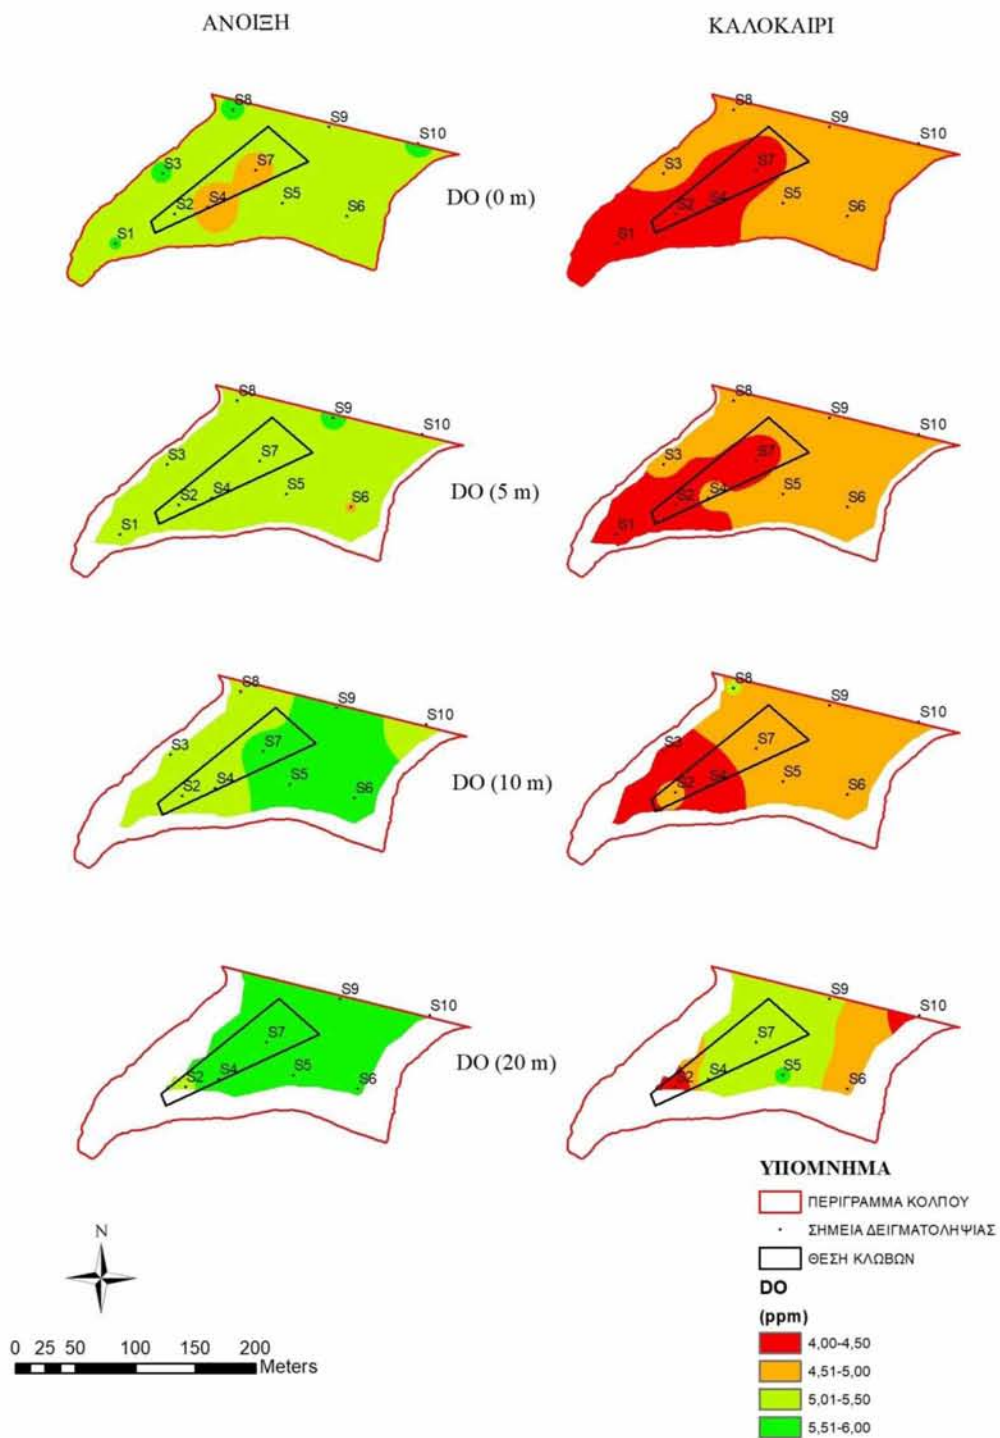 ΑΝΟΙΞΗ
ΚΑΛΟΚΑΙΡΙ
S8
S9
S10
S3
S7
S4
S5
S2
S6
S1
DO (0 m)
S8
S9
S10
S3
S7
S4
S5
S2
S6
S1
S8
S9
S10
S3
S7
S2
S4
S5
S6
S1
DO (5 m)
S8
S9
S10
S3
S7
S4
S5
S2
S6
S1
S8
S9
S10
S3
S7
S2
S4
S5
S6
DO (10 m)
S8
S9
S10
S3
S7
S4
S5
S2
S6
S9
S10
S7
S2
S4
S5
S6
DO (20 m)
S9
S10
S7
S2
S4
S5
S6
ΥΠΟΜΝΗΜΑ
ΠΕΡΙΓΡΑΜΜΑ ΚΟΛΠΟΥ
ΣΗΜΕΙΑ ΔΕΙΓΜΑΤΟΛΗΨΙΑΣ
ΘΕΣΗ ΚΛΩΒΩΝ
DO
(ppm)
4,00-4,50
4,51-5,00
5,01-5,50
5,51-6,00
N
0 25 50 100 150 200
Meters